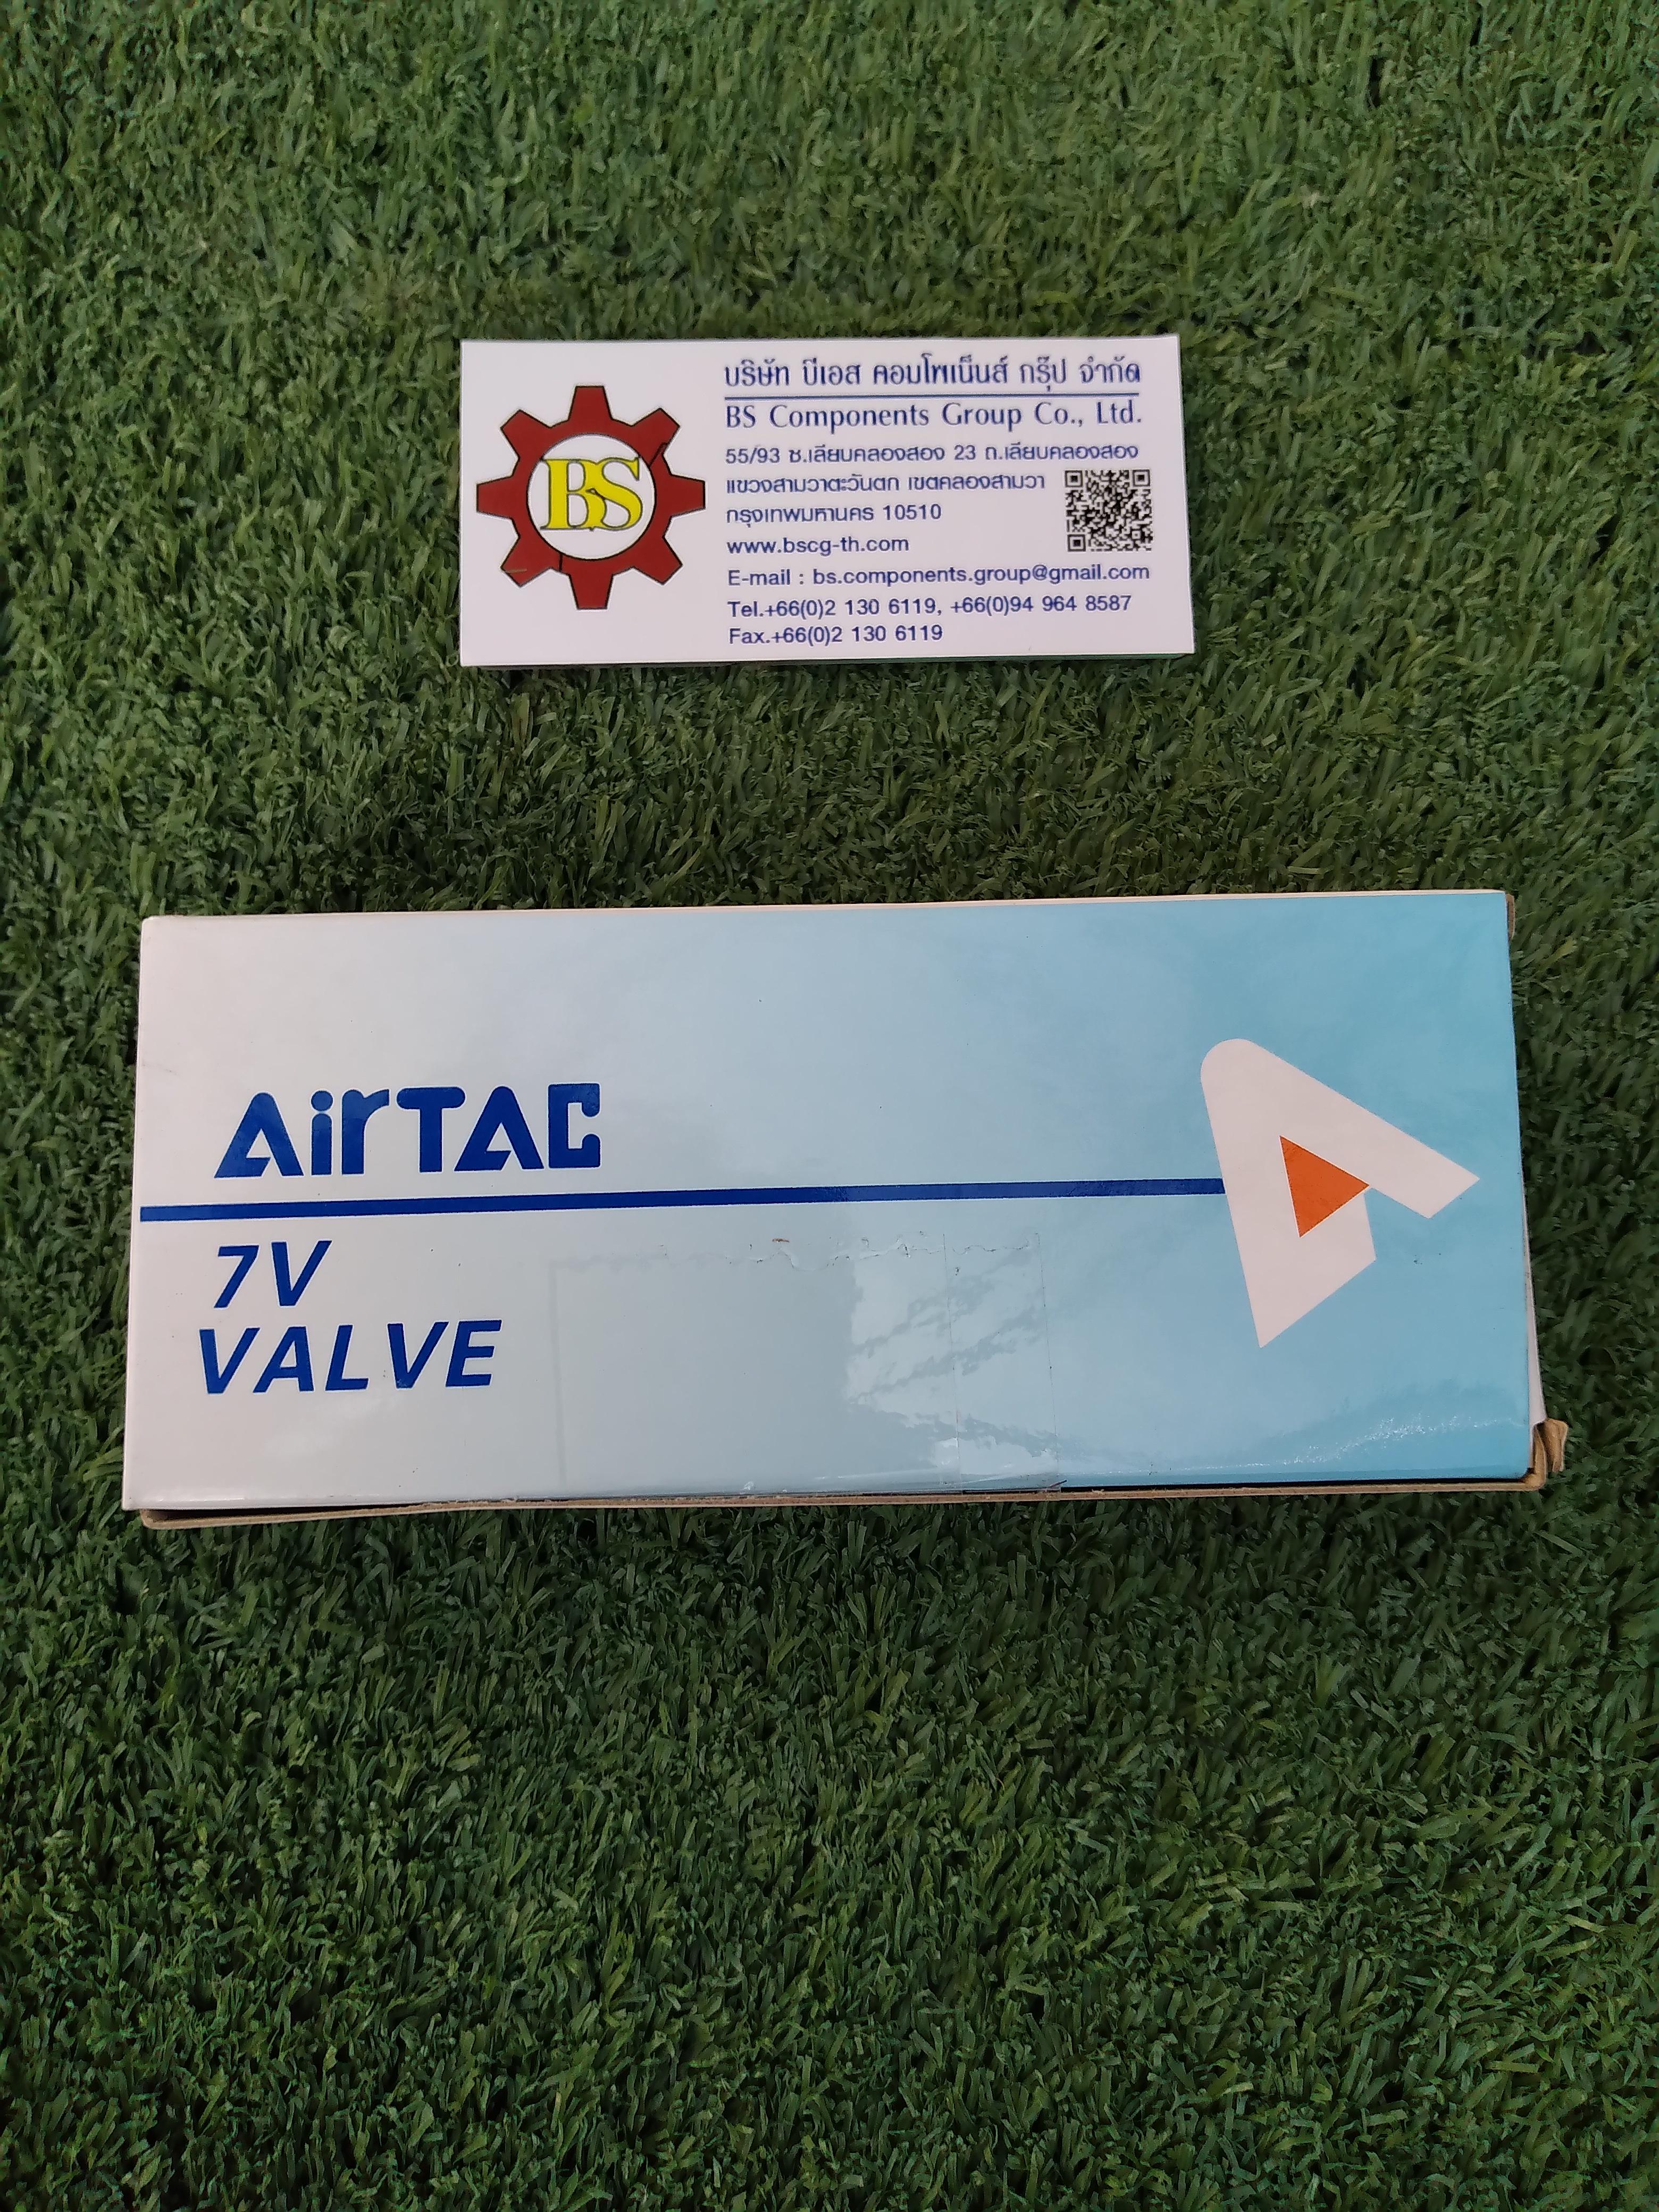 BS
บริษัท บีเอส คอมโพเน็นส์ กรุ๊ป จำกัด
BS Components Group Co., Ltd.
55/93 ซ.เลียบคลองสอง 23 ถ.เลียบคลองสอง
แขวงสามวาตะวันตก เขตคลองสามวา
กรุงเทพมหานคร 10510
www.bscg-th.com
E-mail : bs.components.group@gmail.com
Tel.+66(0)2 130 6119, +66(0)94 964 8587
Fax.+66(0)2 130 6119
AirTAC
7V
VALVE